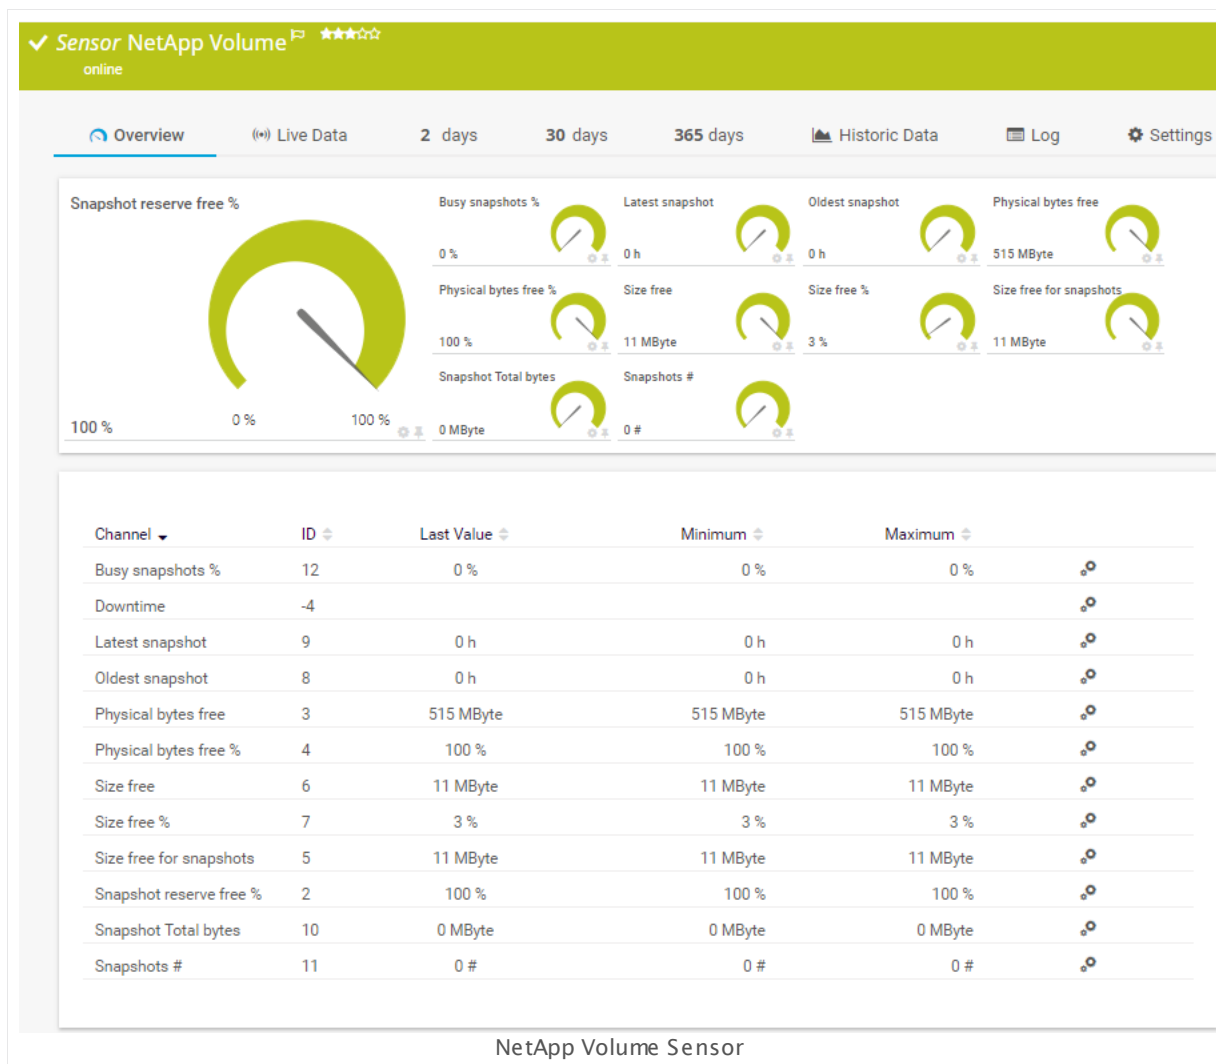 Sensor NetApp Volume
online
Overview Live Data 2 days 30 days 365 days Historic Data Log Settings
Snapshot reserve free %
0 % 100 %
100 %
Busy snapshots %
0 %
Latest snapshot
0 h
Oldest snapshot
0 h
Physical bytes free
515 MByte
Physical bytes free %
100 %
Size free
11 MByte
Size free %
3 %
Size free for snapshots
11 MByte
Snapshot Total bytes
0 MByte
Snapshots #
0 #
Channel ID Last Value Minimum Maximum
Busy snapshots % 12 0 % 0 % 0 %
Downtime -4
Latest snapshot 9 0 h 0 h 0 h
Oldest snapshot 8 0 h 0 h 0 h
Physical bytes free 3 515 MByte 515 MByte 515 MByte
Physical bytes free % 4 100 % 100 % 100 %
Size free 6 11 MByte 11 MByte 11 MByte
Size free % 7 3 % 3 % 3 %
Size free for snapshots 5 11 MByte 11 MByte 11 MByte
Snapshot reserve free % 2 100 % 100 % 100 %
Snapshot Total bytes 10 0 MByte 0 MByte 0 MByte
Snapshots # 11 0 # 0 # 0 #
NetApp Volume Sensor